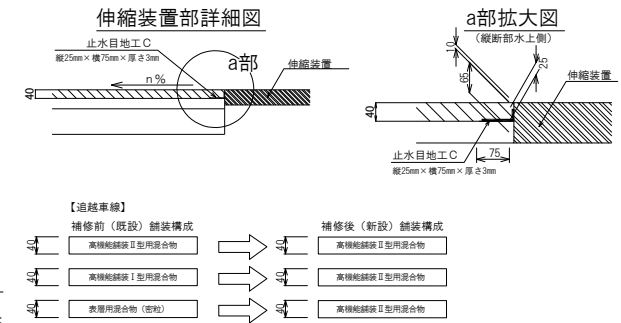 伸縮装置部詳細図
止水目地工C
縦25mm×横75mm×厚さ3mm
n%
a部
伸縮装置
40
a部拡大図
(縦断部水上側)
10
65
25
伸縮装置
40
止水目地工C
縦25mm×横75mm×厚さ3mm
75
【追越車線】
補修前(既設)舗装構成
補修後(新設)舗装構成
40
高機能舗装Ⅱ型用混合物
40
高機能舗装Ⅱ型用混合物
40
高機能舗装Ⅰ型用混合物
40
高機能舗装Ⅱ型用混合物
40
表層用混合物(密粒)
40
高機能舗装Ⅱ型用混合物